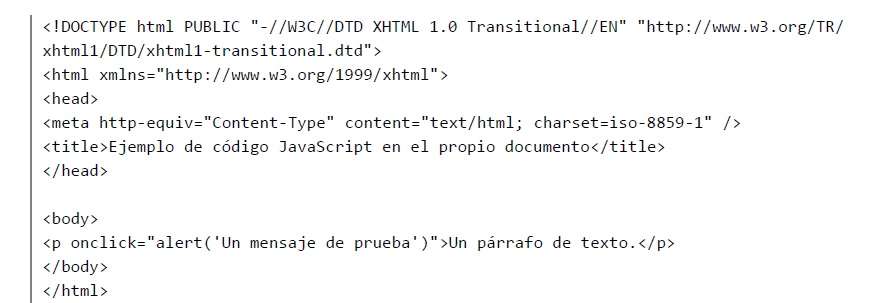 <!DOCTYPE html PUBLIC "-//W3C//DTD XHTML 1.0 Transitional//EN" "http://www.w3.org/TR/
xhtml1/DTD/xhtml1-transitional.dtd">
<html xmlns="http://www.w3.org/1999/xhtml">
<head>
<meta http-equiv="Content-Type" content="text/html; charset=iso-8859-1" />
<title>Ejemplo de código JavaScript en el propio documento</title>
</head>

<body>
<p onclick="alert('Un mensaje de prueba')">Un párrafo de texto.</p>
</body>
</html>